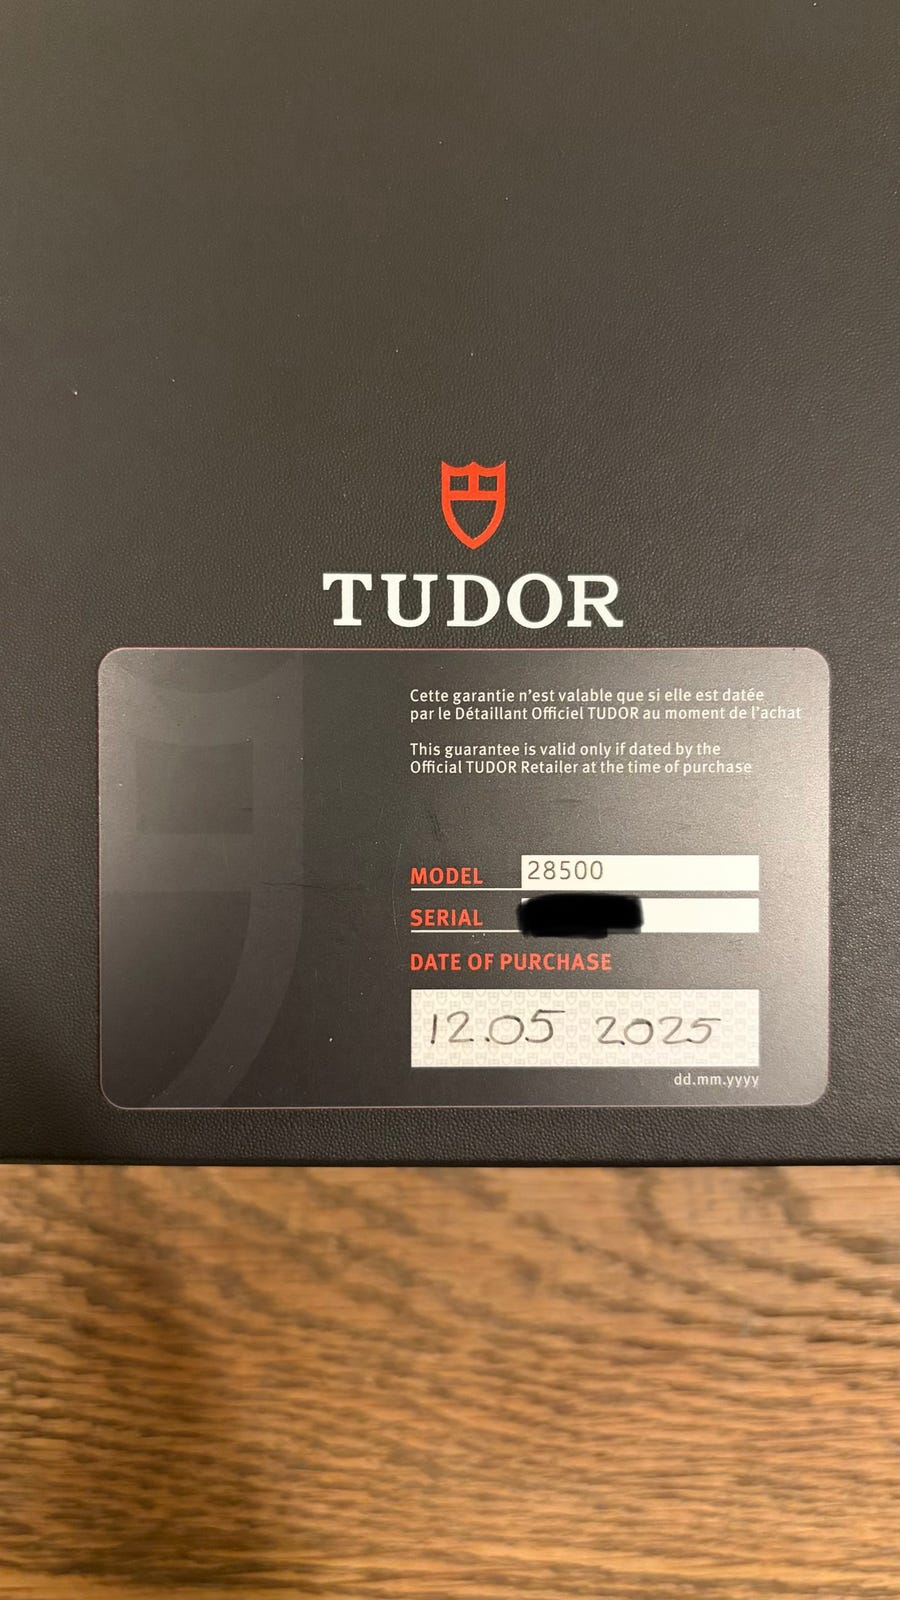 TUDOR
Cette garantie n'est valable que si elle est datée
par le Détaillant Officiel TUDOR au moment de l'achat
This guarantee is valid only if dated by the
Official TUDOR Retailer at the time of purchase
MODEL 28500
SERIAL
DATE OF PURCHASE
12.05 2025
dd.mm.yyyy